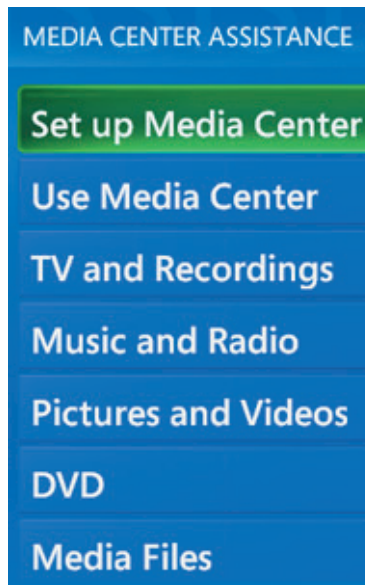 MEDIA CENTER ASSISTANCE
Set up Media Center
Use Media Center
TV and Recordings
Music and Radio
Pictures and Videos
DVD
Media Files